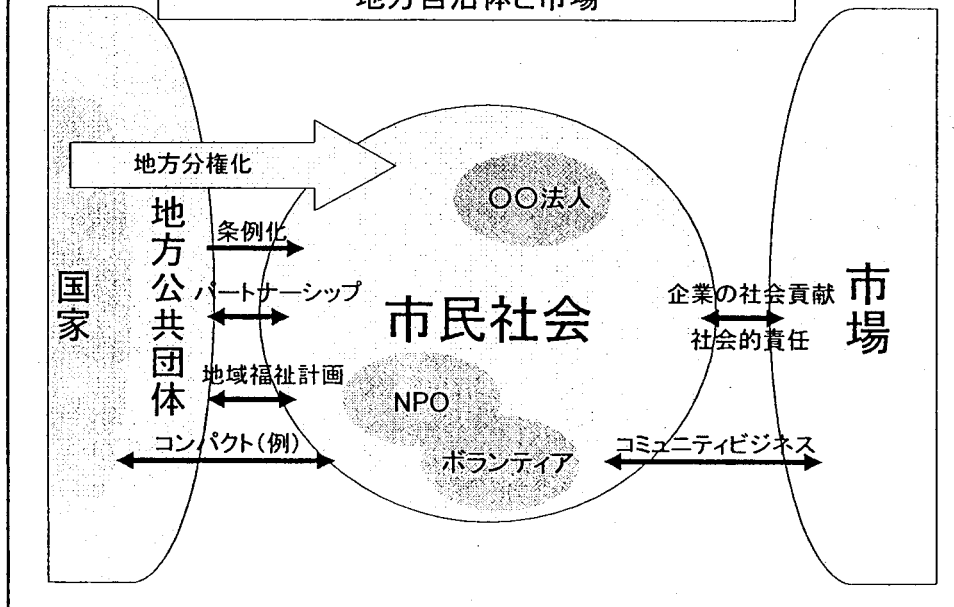 地方自治体と市場
地方分権化
〇〇法人
地方公共団体
条例化
国家
パートナーシップ
市民社会
企業の社会貢献
社会的責任
市場
地域福祉計画
NPO
コンパクト(例)
ボランティア
コミュニティビジネス